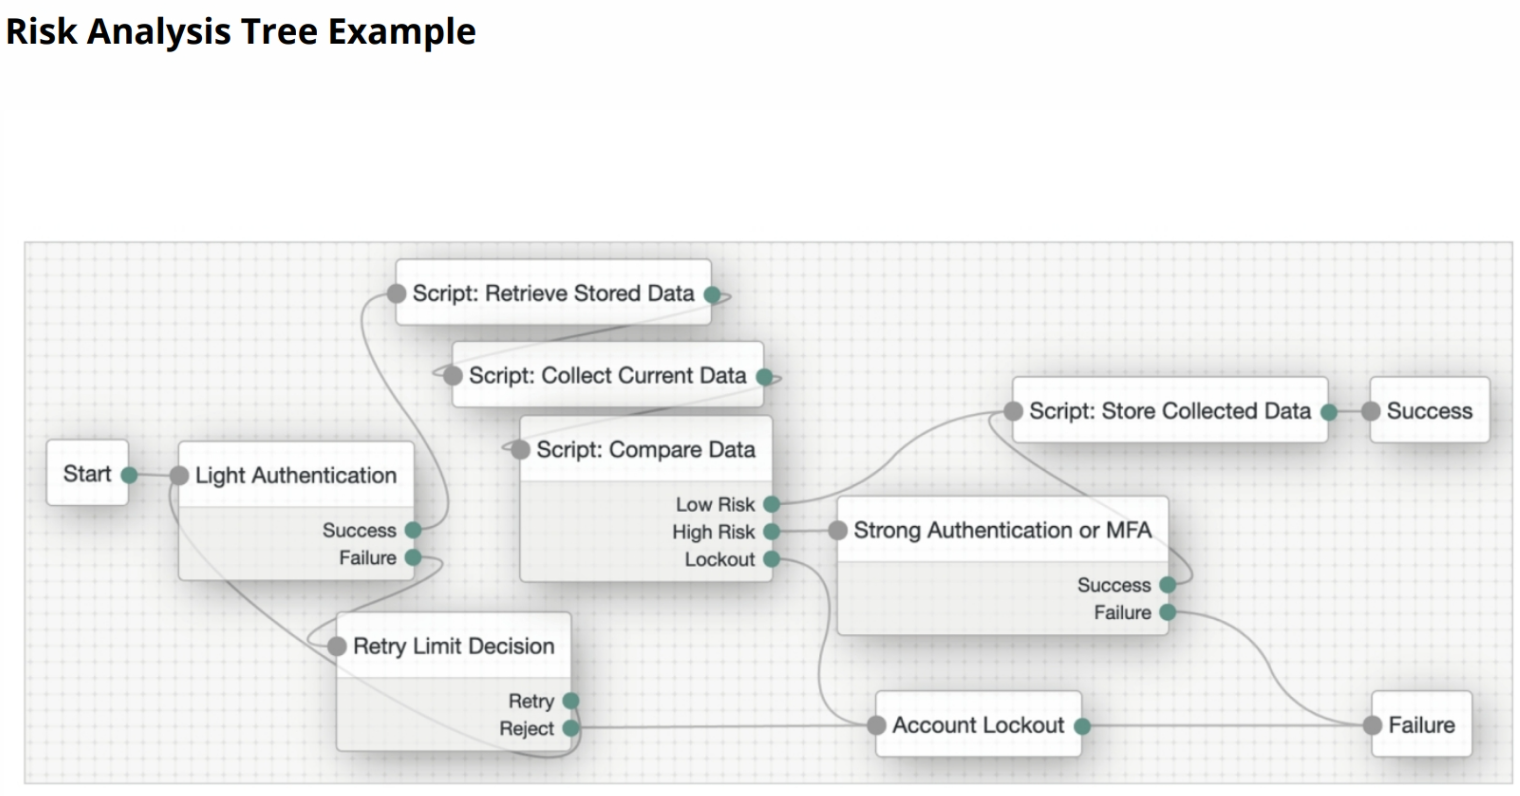 Risk Analysis Tree Example
Script: Retrieve Stored Data
Script: Collect Current Data
Script: Compare Data
Low Risk
High Risk
Lockout
Start
Light Authentication
Success
Failure
Retry Limit Decision
Retry
Reject
Strong Authentication or MFA
Success
Failure
Script: Store Collected Data
Success
Account Lockout
Failure